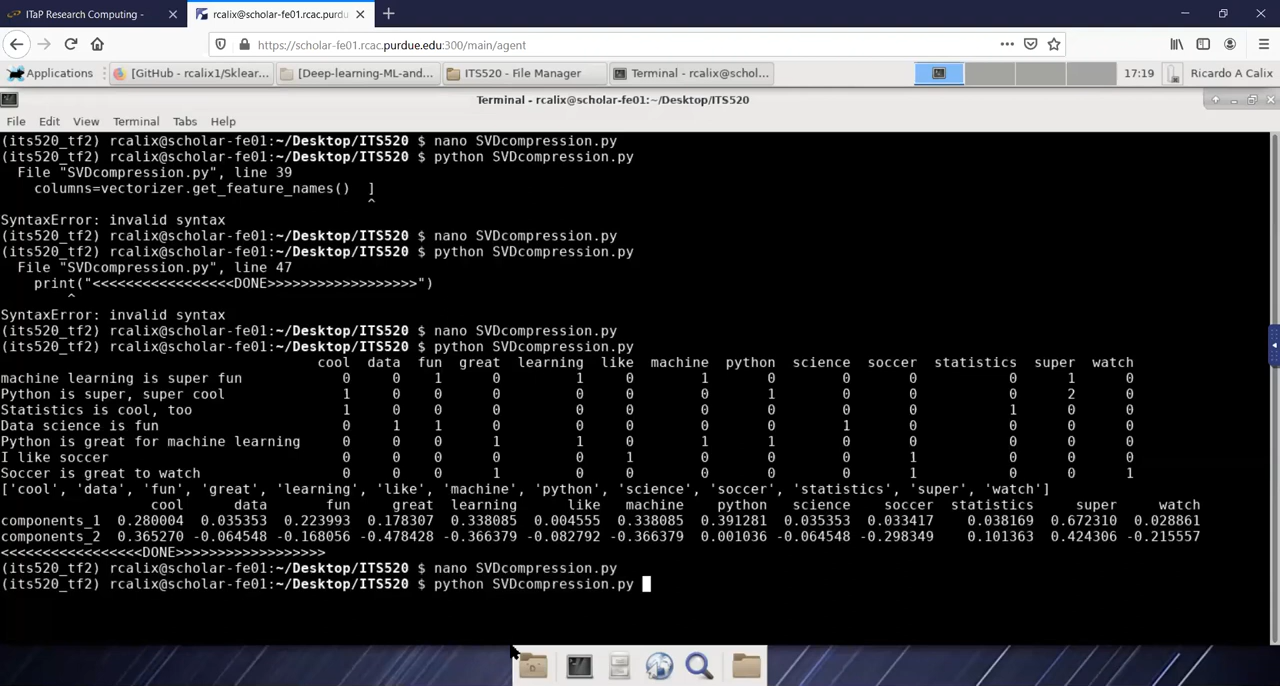 ITaP Research Computing -
rcalix@scholar-fe01.rcac.purdu
https://scholar-fe01.rcac.purdue.edu:300/main/agent
Applications
[GitHub - rcalix1/Sklear...
[Deep-learning-ML-and...
ITS520 - File Manager
Terminal - rcalix@schol...
17:19
Ricardo A Calix
Terminal - rcalix@scholar-fe01:~/Desktop/ITS520
File Edit View Terminal Tabs Help
(its520_tf2) rcalix@scholar-fe01:~/Desktop/ITS520 $ nano SVDcompression.py
(its520_tf2) rcalix@scholar-fe01:~/Desktop/ITS520 $ python SVDcompression.py
File "SVDcompression.py", line 39
columns=vectorizer.get_feature_names() ]
^
SyntaxError: invalid syntax
(its520_tf2) rcalix@scholar-fe01:~/Desktop/ITS520 $ nano SVDcompression.py
(its520_tf2) rcalix@scholar-fe01:~/Desktop/ITS520 $ python SVDcompression.py
File "SVDcompression.py", line 47
print("<<<<<<<<<<<<<<<<<DONE>>>>>>>>>>>>>>>>>>")
^
SyntaxError: invalid syntax
(its520_tf2) rcalix@scholar-fe01:~/Desktop/ITS520 $ nano SVDcompression.py
(its520_tf2) rcalix@scholar-fe01:~/Desktop/ITS520 $ python SVDcompression.py
cool data fun great learning like machine python science soccer statistics super watch
machine learning is super fun 0 0 1 0 1 0 1 0 0 0 0 1 0
Python is super, super cool 1 0 0 0 0 0 0 1 0 0 0 2 0
Statistics is cool, too 1 0 0 0 0 0 0 0 0 0 1 0 0
Data science is fun 0 1 1 0 0 0 0 0 1 0 0 0 0
Python is great for machine learning 0 0 0 1 1 0 1 1 0 0 0 0 0
I like soccer 0 0 0 0 0 1 0 0 0 1 0 0 0
Soccer is great to watch 0 0 0 1 0 0 0 0 0 1 0 0 1
['cool', 'data', 'fun', 'great', 'learning', 'like', 'machine', 'python', 'science', 'soccer', 'statistics', 'super', 'watch']
cool data fun great learning like machine python science soccer statistics super watch
components_1 0.280004 0.035353 0.223993 0.178307 0.338085 0.004555 0.338085 0.391281 0.035353 0.033417 0.038169 0.672310 0.028861
components_2 0.365270 -0.064548 -0.168056 -0.478428 -0.366379 -0.082792 -0.366379 0.001036 -0.064548 -0.298349 0.101363 0.424306 -0.215557
<<<<<<<<<<<<<<<<<DONE>>>>>>>>>>>>>>>>>>
(its520_tf2) rcalix@scholar-fe01:~/Desktop/ITS520 $ nano SVDcompression.py
(its520_tf2) rcalix@scholar-fe01:~/Desktop/ITS520 $ python SVDcompression.py